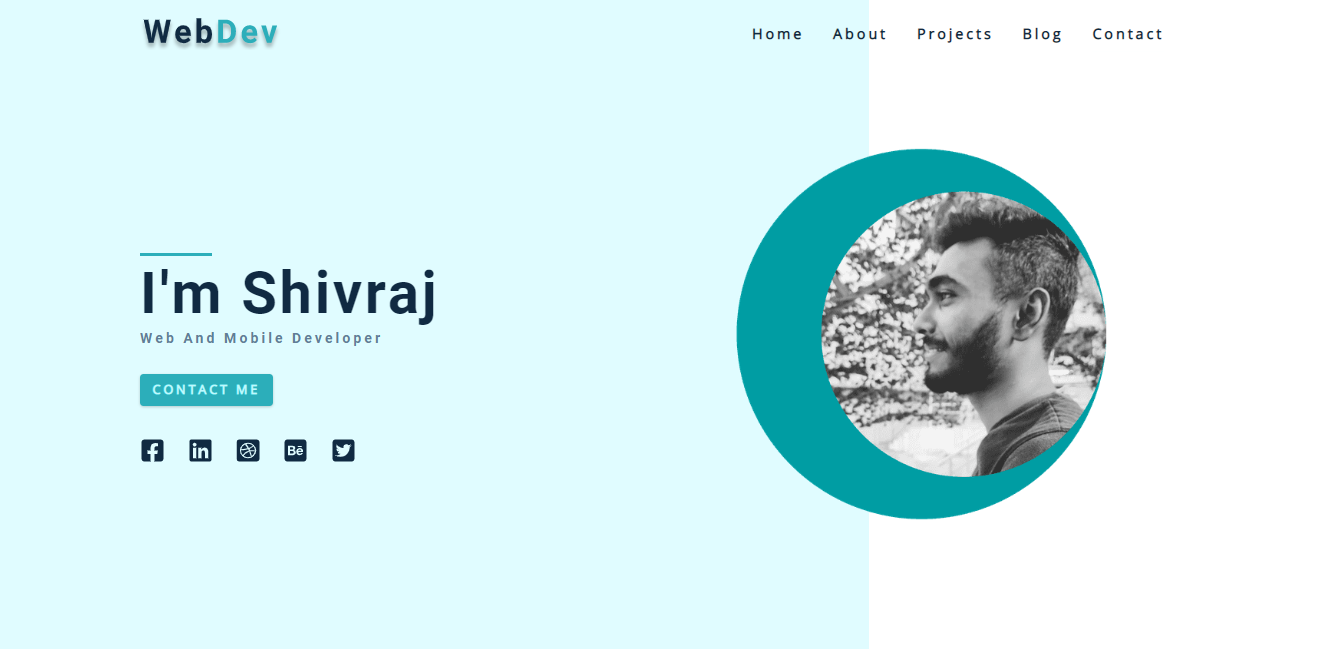 WebDev
Home About Projects Blog Contact
I'm Shivraj
Web And Mobile Developer
CONTACT ME
Bē